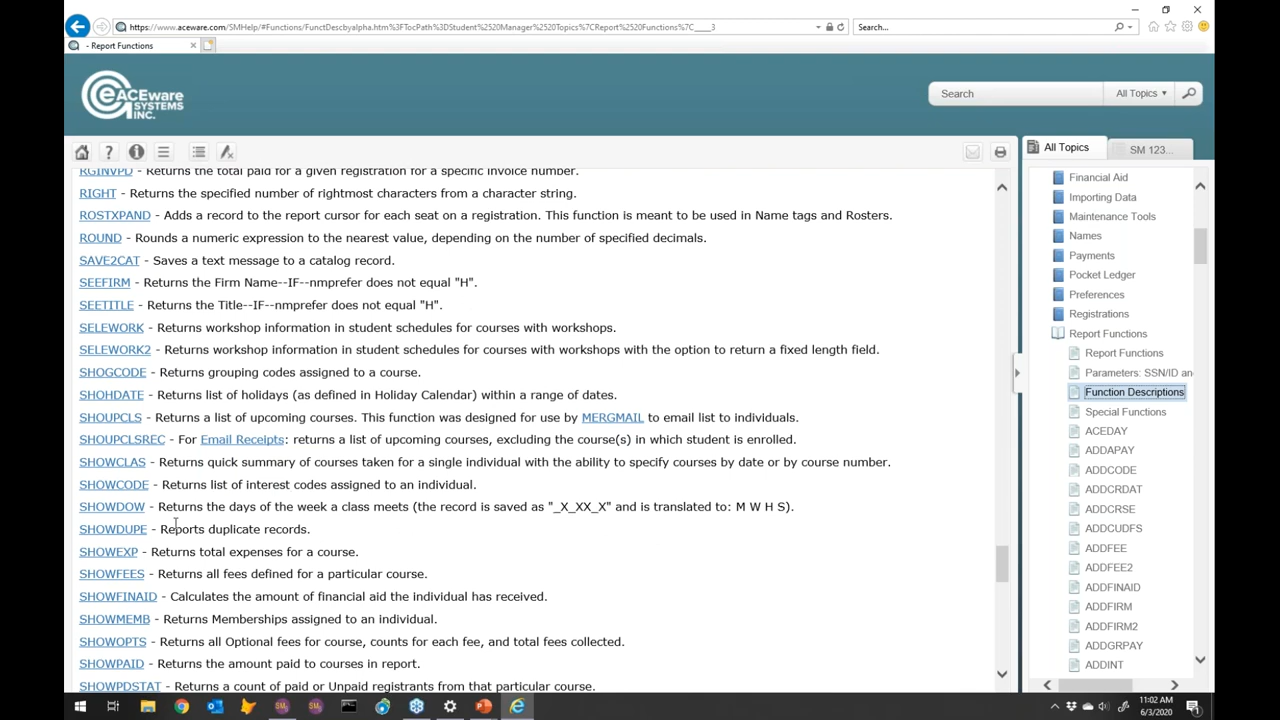 https://www.aceware.com/SMHelp/#Functions/FunctDescbyalpha.htm%3FTocPath%3DStudent%2520Manager%2520Topics%7CReport%2520Functions%7C____3
Search...
- Report Functions
ACEware
SYSTEMS
INC.
Search
All Topics
All Topics
SM 123...
RGINVPD - Returns the total paid for a given registration for a specific invoice number.
RIGHT - Returns the specified number of rightmost characters from a character string.
ROSTXPAND - Adds a record to the report cursor for each seat on a registration. This function is meant to be used in Name tags and Rosters.
ROUND - Rounds a numeric expression to the nearest value, depending on the number of specified decimals.
SAVE2CAT - Saves a text message to a catalog record.
SEEFIRM - Returns the Firm Name--IF--nmprefer does not equal "H".
SEETITLE - Returns the Title--IF--nmprefer does not equal "H".
SELEWORK - Returns workshop information in student schedules for courses with workshops.
SELEWORK2 - Returns workshop information in student schedules for courses with workshops with the option to return a fixed length field.
SHOGCODE - Returns grouping codes assigned to a course.
SHOHDATE - Returns list of holidays (as defined in Holiday Calendar) within a range of dates.
SHOUPCLS - Returns a list of upcoming courses. This function was designed for use by MERGMAIL to email list to individuals.
SHOUPCLSREC - For Email Receipts: returns a list of upcoming courses, excluding the course(s) in which student is enrolled.
SHOWCLAS - Returns quick summary of courses taken for a single individual with the ability to specify courses by date or by course number.
SHOWCODE - Returns list of interest codes assigned to an individual.
SHOWDOW - Returns the days of the week a class meets (the record is saved as "_X_XX_X" and is translated to: M W H S).
SHOWDUPE - Reports duplicate records.
SHOWEXP - Returns total expenses for a course.
SHOWFEES - Returns all fees defined for a particular course.
SHOWFINAID - Calculates the amount of financial aid the individual has received.
SHOWMEMB - Returns Memberships assigned to an individual.
SHOWOPTS - Returns all Optional fees for course, counts for each fee, and total fees collected.
SHOWPAID - Returns the amount paid to courses in report.
SHOWPDSTAT - Returns a count of paid or Unpaid registrants from that particular course.
Financial Aid
Importing Data
Maintenance Tools
Names
Payments
Pocket Ledger
Preferences
Registrations
Report Functions
Report Functions
Parameters: SSN/ID an
Function Descriptions
Special Functions
ACEDAY
ADDAPAY
ADDCODE
ADDCRDAT
ADDCRSE
ADDCUDFS
ADDFEE
ADDFEE2
ADDFINAID
ADDFIRM
ADDFIRM2
ADDGRPAY
ADDINT
11:02 AM
6/3/2020